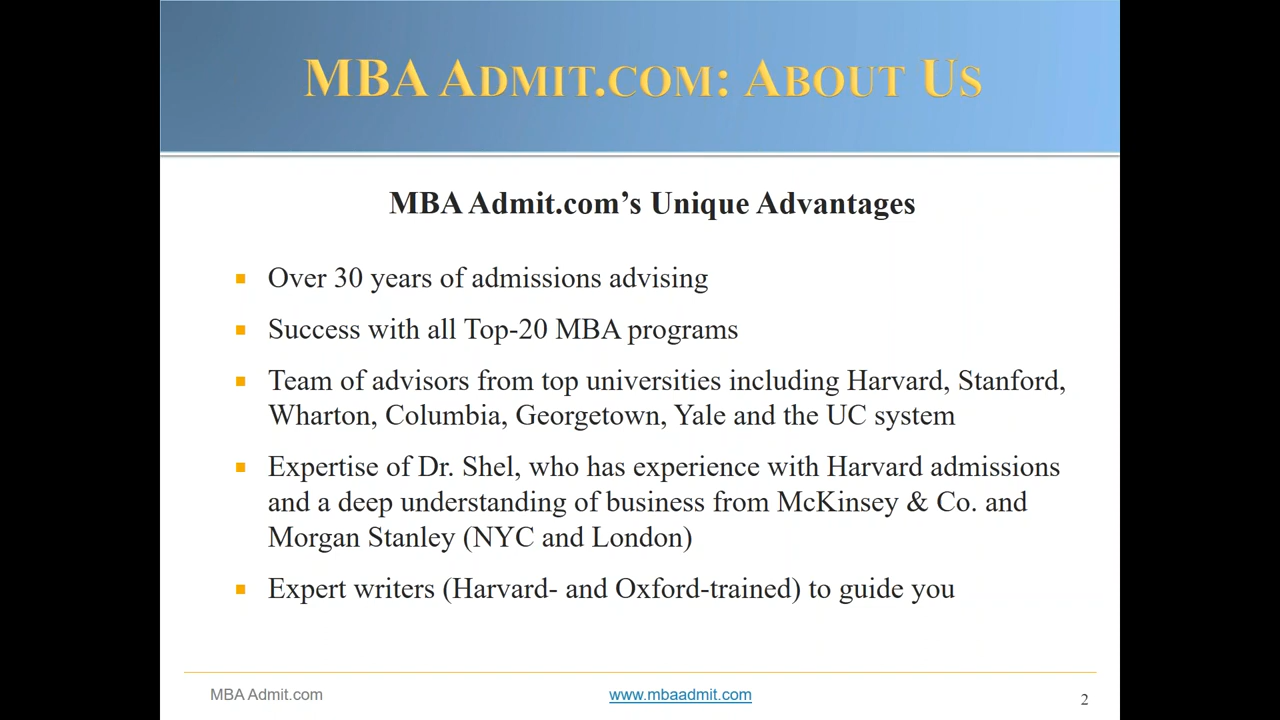 MBA ADMIT.COM: ABOUT US
MBA Admit.com’s Unique Advantages
Over 30 years of admissions advising
Success with all Top-20 MBA programs
Team of advisors from top universities including Harvard, Stanford,
Wharton, Columbia, Georgetown, Yale and the UC system
Expertise of Dr. Shel, who has experience with Harvard admissions
and a deep understanding of business from McKinsey & Co. and
Morgan Stanley (NYC and London)
Expert writers (Harvard- and Oxford-trained) to guide you
MBA Admit.com
www.mbaadmit.com
2